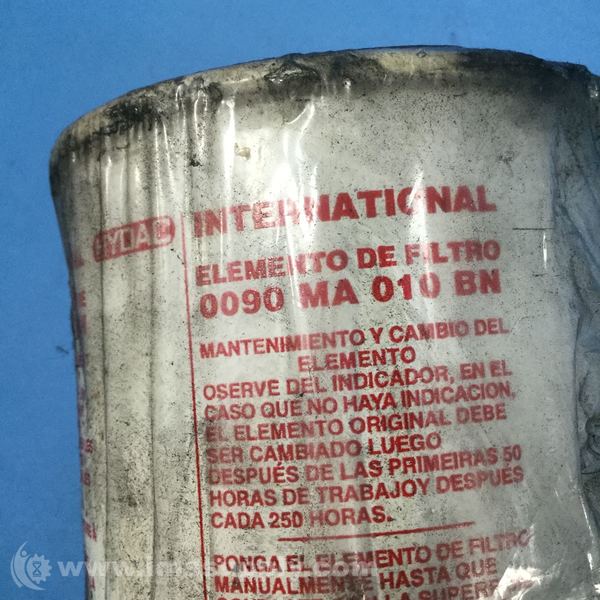 HYDAC INTERNATIONAL
ELEMENTO DE FILTRO
0090 MA 010 BN
MANTENIMIENTO Y CAMBIO DEL
ELEMENTO
OSERVE DEL INDICADOR, EN EL
CASO QUE NO HAYA INDICACION,
EL ELEMENTO ORIGINAL DEBE
SER CAMBIADO LUEGO
DESPUÉS DE LAS PRIMEIRAS 50
HORAS DE TRABAJOY DESPUÉS
CADA 250 HORAS.
PONGA EL ELEMENTO DE FILTRO
MANUALMENTE HASTA QUE
LA